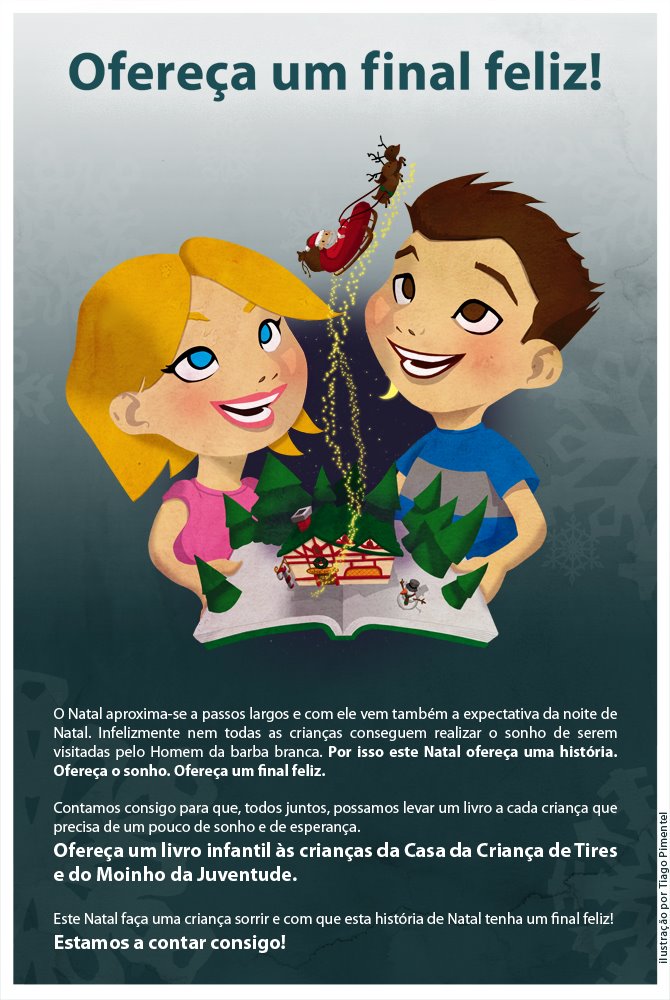 Ofereça um final feliz!
O Natal aproxima-se a passos largos e com ele vem também a expectativa da noite de
Natal. Infelizmente nem todas as crianças conseguem realizar o sonho de serem
visitadas pelo Homem da barba branca. Por isso este Natal ofereça uma história.
Ofereça o sonho. Ofereça um final feliz.
Contamos consigo para que, todos juntos, possamos levar um livro a cada criança que
precisa de um pouco de sonho e de esperança.
Ofereça um livro infantil às crianças da Casa da Criança de Tires
e do Moinho da Juventude.
Este Natal faça uma criança sorrir e com que esta história de Natal tenha um final feliz!
Estamos a contar consigo!
ilustração por Tiago Pimentel